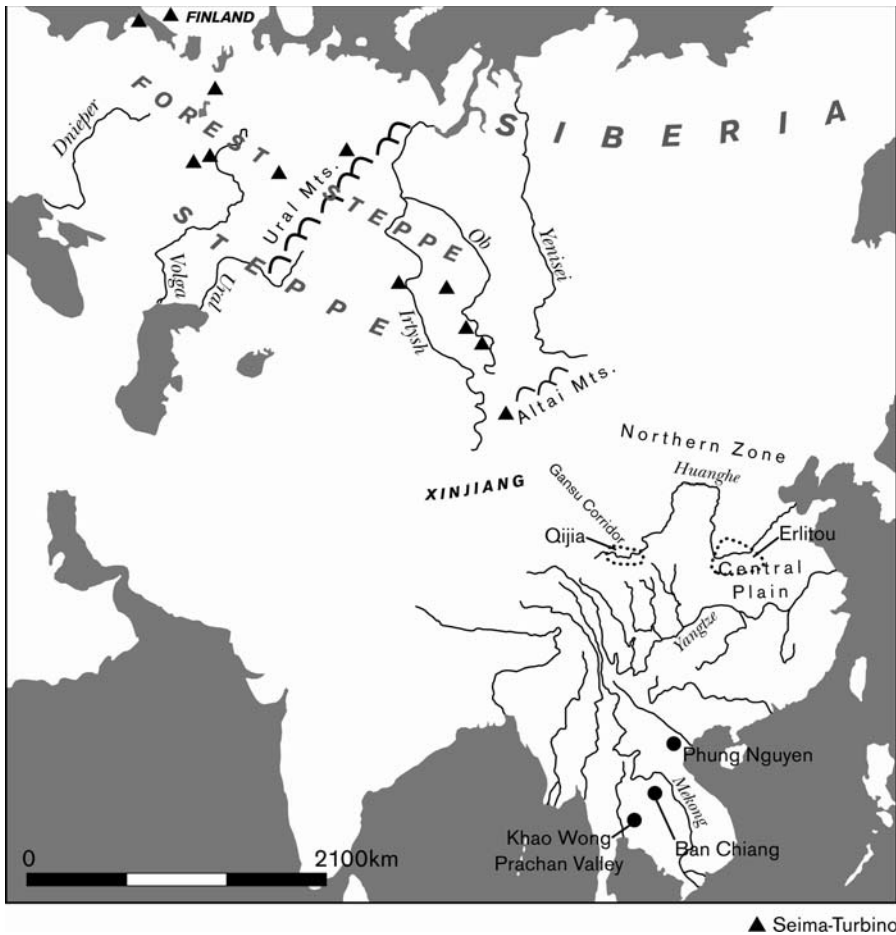 FINLAND
FOREST STEPPE
SIBERIA
Dnieper
STEPPE
Ural Mts.
Ob
Yenisei
Volga
Ural
Irtysh
Altai Mts.
Northern Zone
Huanghe
XINJIANG
Gansu Corridor
Qijia
Erlitou
Central
Plain
Yangtze
Phung Nguyen
Mekong
Khao Wong
Prachan Valley
Ban Chiang
0 2100km
▲ Seima-Turbino